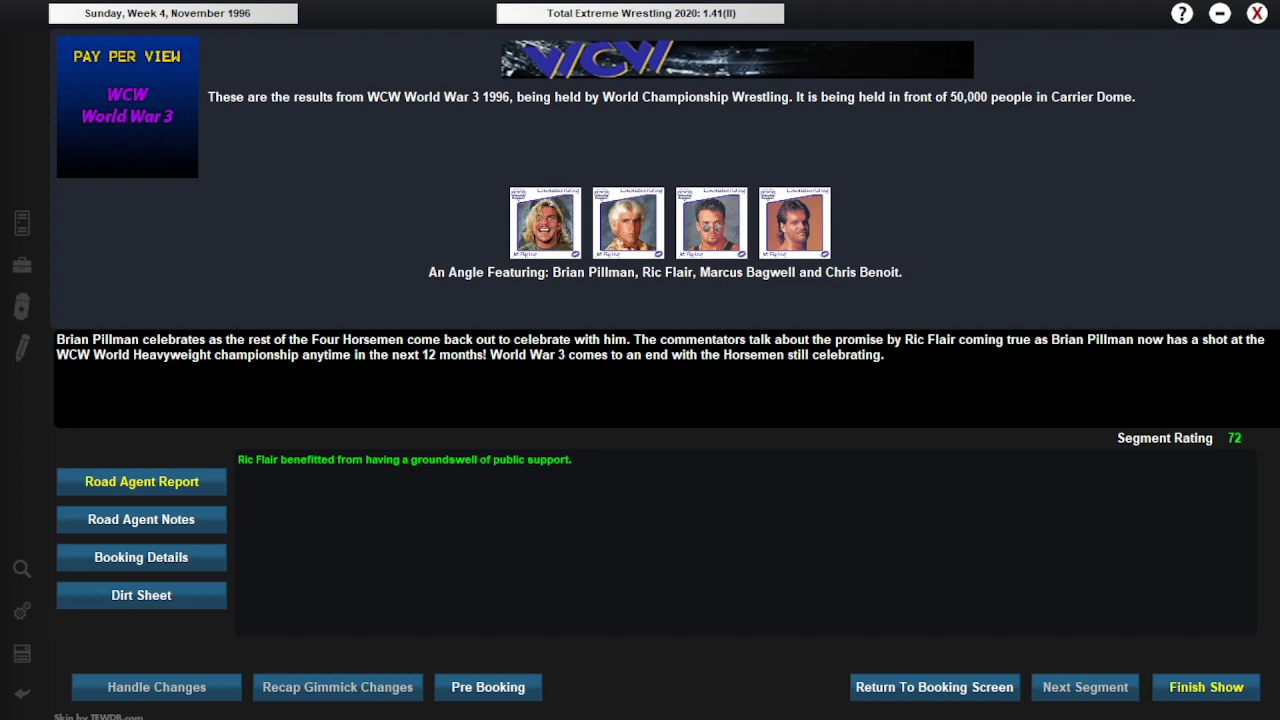 Sunday, Week 4, November 1996
Total Extreme Wrestling 2020: 1.41(II)
?
X
PAY PER VIEW
WCW
World War 3
WCW
These are the results from WCW World War 3 1996, being held by World Championship Wrestling. It is being held in front of 50,000 people in Carrier Dome.
An Angle Featuring: Brian Pillman, Ric Flair, Marcus Bagwell and Chris Benoit.
Brian Pillman celebrates as the rest of the Four Horsemen come back out to celebrate with him. The commentators talk about the promise by Ric Flair coming true as Brian Pillman now has a shot at the
WCW World Heavyweight championship anytime in the next 12 months! World War 3 comes to an end with the Horsemen still celebrating.
Segment Rating 72
Ric Flair benefitted from having a groundswell of public support.
Road Agent Report
Road Agent Notes
Booking Details
Dirt Sheet
Handle Changes
Recap Gimmick Changes
Pre Booking
Return To Booking Screen
Next Segment
Finish Show
Skin by TEWDB.com